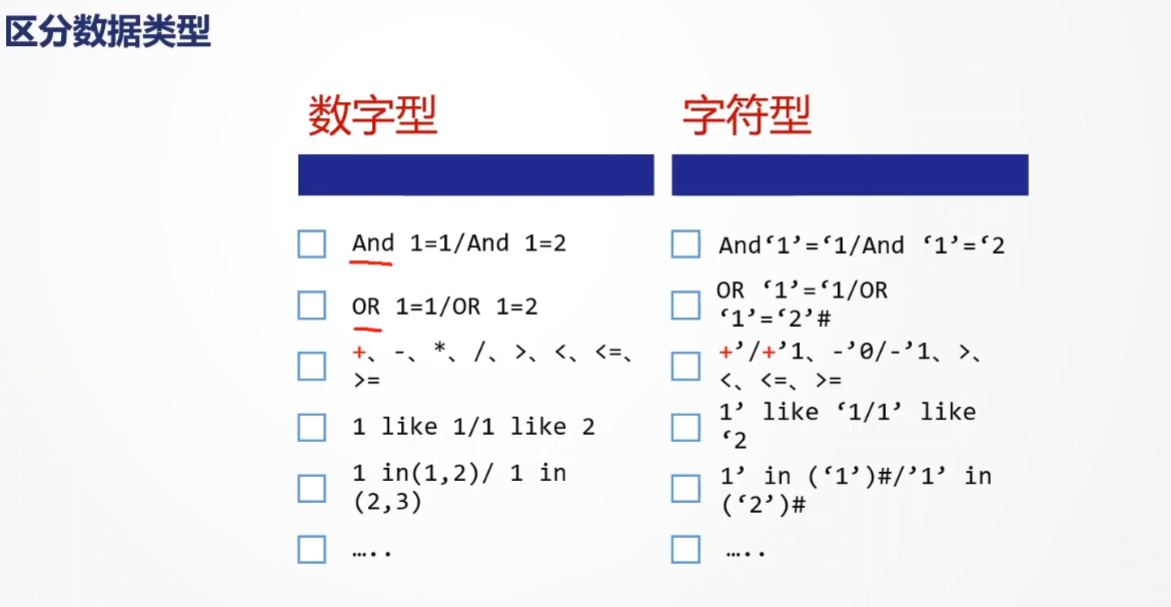 区分数据类型
数字型
And 1=1/And 1=2
OR 1=1/OR 1=2
+、-、*、/、>、<、<=、
>=
1 like 1/1 like 2
1 in(1,2)/ 1 in
(2,3)
…..
字符型
And‘1’=‘1/And ‘1’=‘2
OR ‘1’=‘1/OR
‘1’=‘2’#
+’/+’1、-’0/-’1、>、
<、<=、>=
1’ like ‘1/1’ like
‘2
1’ in (‘1’)#/’1’ in
(‘2’)#
…..